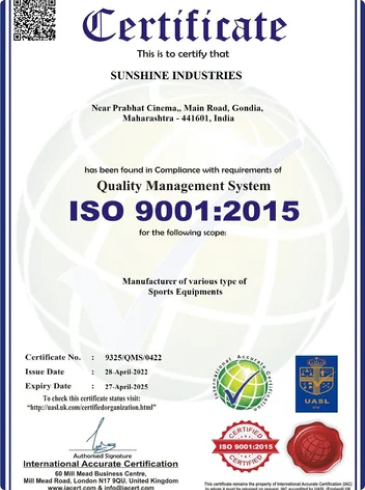 Certificate
This is to certify that
SUNSHINE INDUSTRIES
Near Prabhat Cinema,, Main Road, Gondia,
Maharashtra - 441601, India
has been found in Compliance with requirements of
Quality Management System
ISO 9001:2015
for the following scope:
Manufacturer of various type of
Sports Equipments
Certificate No. : 9325/QMS/0422
Issue Date : 28-April-2022
Expiry Date : 27-April-2025
To check this certificate status visit:
"http://uasl.uk.com/certifiedorganization.html"
International Accurate Certification
UASL
CERTIFIED
ISO 9001:2015
CERTIFIED
Authorised Signature
International Accurate Certification
60 Mill Mead Business Centre,
Mill Mead Road, London N17 9QU, United Kingdom
www.iacert.com & info@iacert.com
This certificate remains the property of International Accurate Certification (IAC)